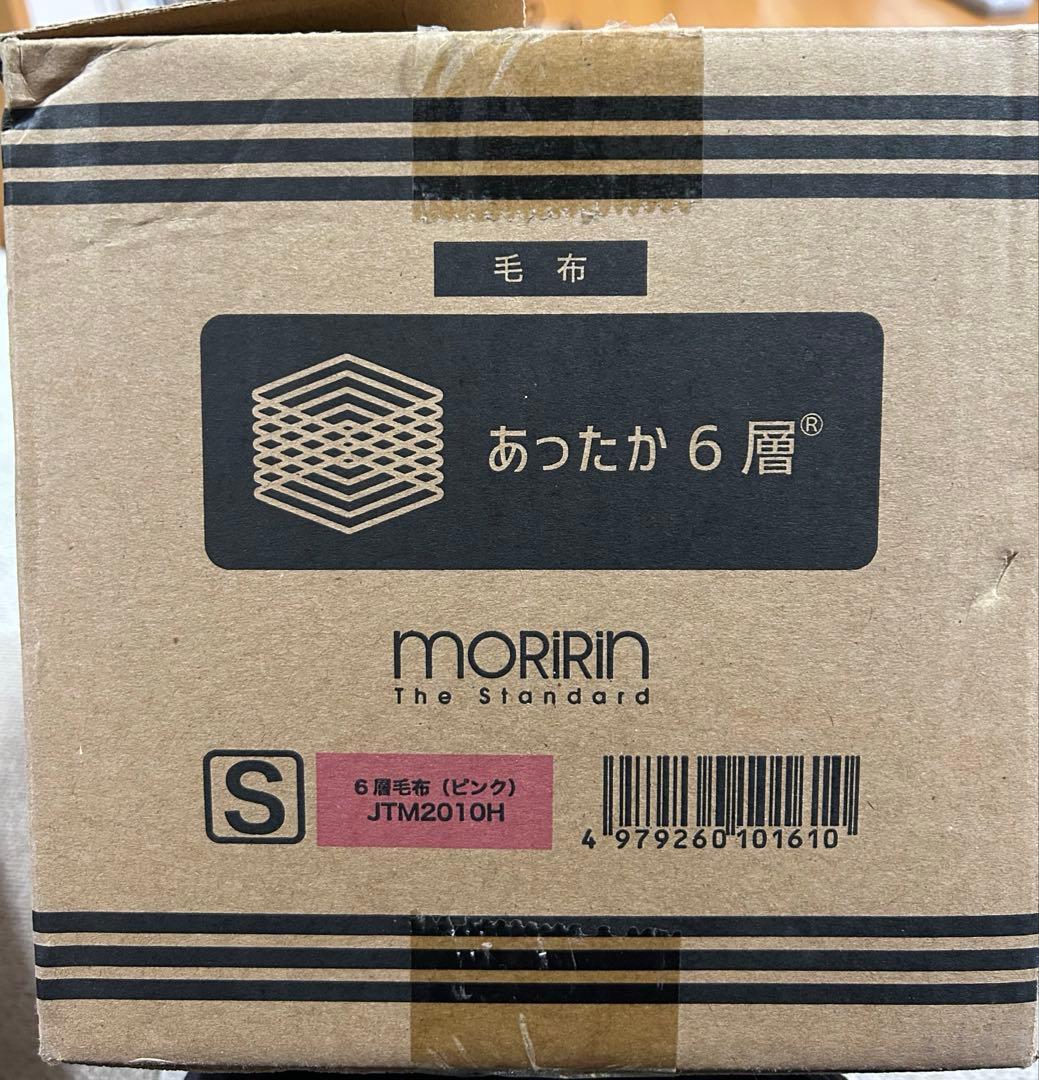 毛布
あったか6層®
moRiRin
The Standard
S
6層毛布（ピンク）
JTM2010H
4 979260 101610